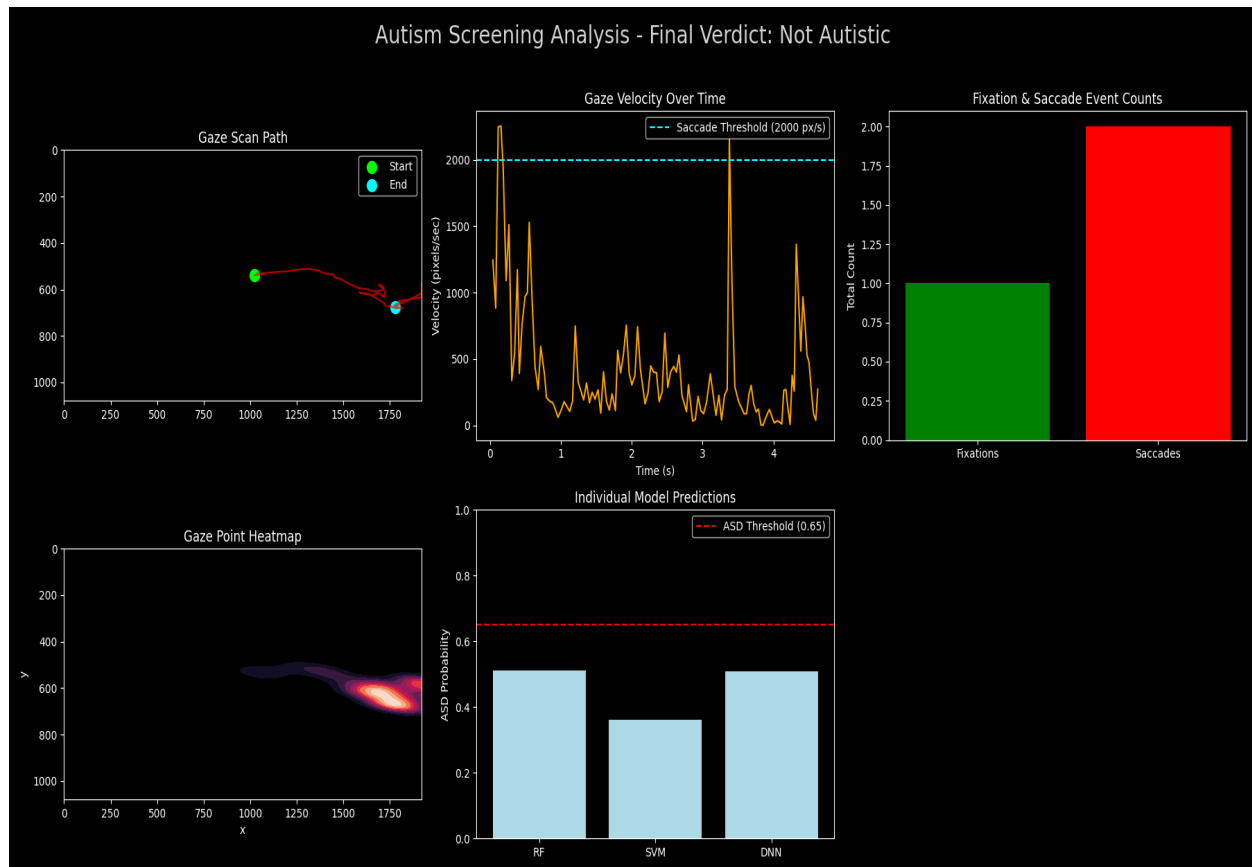 Autism Screening Analysis - Final Verdict: Not Autistic
Gaze Scan Path
Start
End
0
200
400
600
800
1000
0 250 500 750 1000 1250 1500 1750
Gaze Velocity Over Time
Saccade Threshold (2000 px/s)
Velocity (pixels/sec)
2000
1500
1000
500
0
0 1 2 3 4
Time (s)
Fixation & Saccade Event Counts
Total Count
2.00
1.75
1.50
1.25
1.00
0.75
0.50
0.25
0.00
Fixations Saccades
Gaze Point Heatmap
y
0
200
400
600
800
1000
0 250 500 750 1000 1250 1500 1750
x
Individual Model Predictions
ASD Threshold (0.65)
ASD Probability
1.0
0.8
0.6
0.4
0.2
0.0
RF SVM DNN